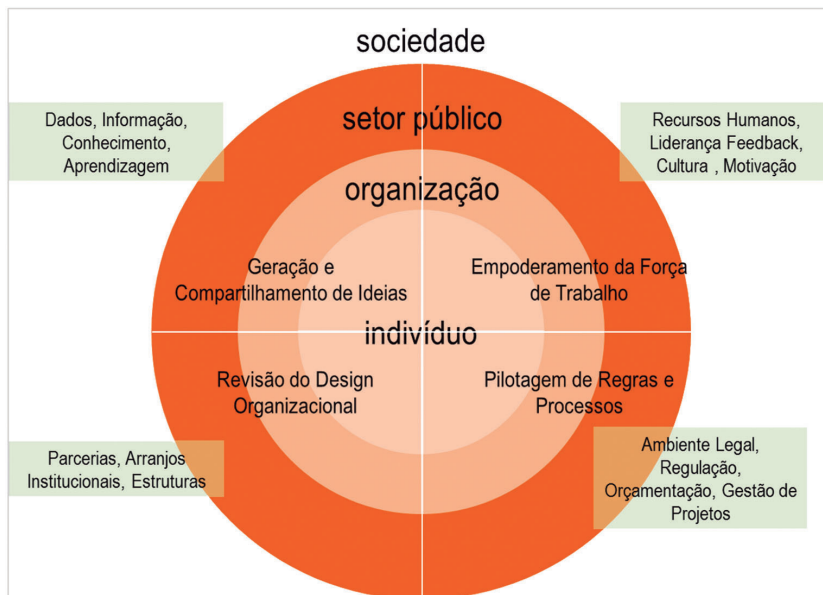 sociedade
setor público
organização
indivíduo
Dados, Informação,
Conhecimento,
Aprendizagem
Recursos Humanos,
Liderança Feedback,
Cultura , Motivação
Geração e
Compartilhamento de Ideias
Empoderamento da Força
de Trabalho
Revisão do Design
Organizacional
Pilotagem de Regras e
Processos
Parcerias, Arranjos
Institucionais, Estruturas
Ambiente Legal,
Regulação,
Orçamentação, Gestão de
Projetos